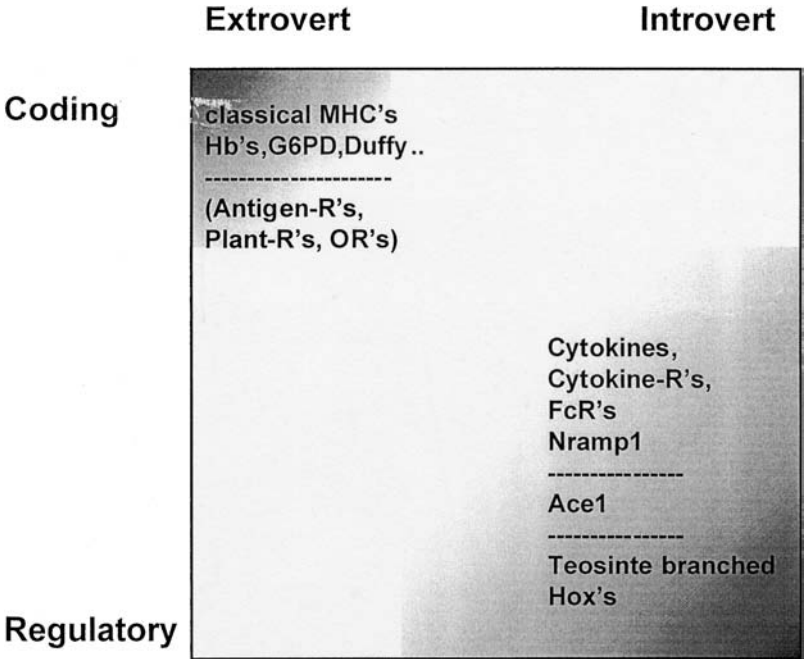 Extrovert Introvert
Coding
classical MHC's
Hb's,G6PD,Duffy..
----------------------
(Antigen-R's,
Plant-R's, OR's)
Cytokines,
Cytokine-R's,
FcR's
Nramp1
----------------
Ace1
----------------
Teosinte branched
Hox's
Regulatory